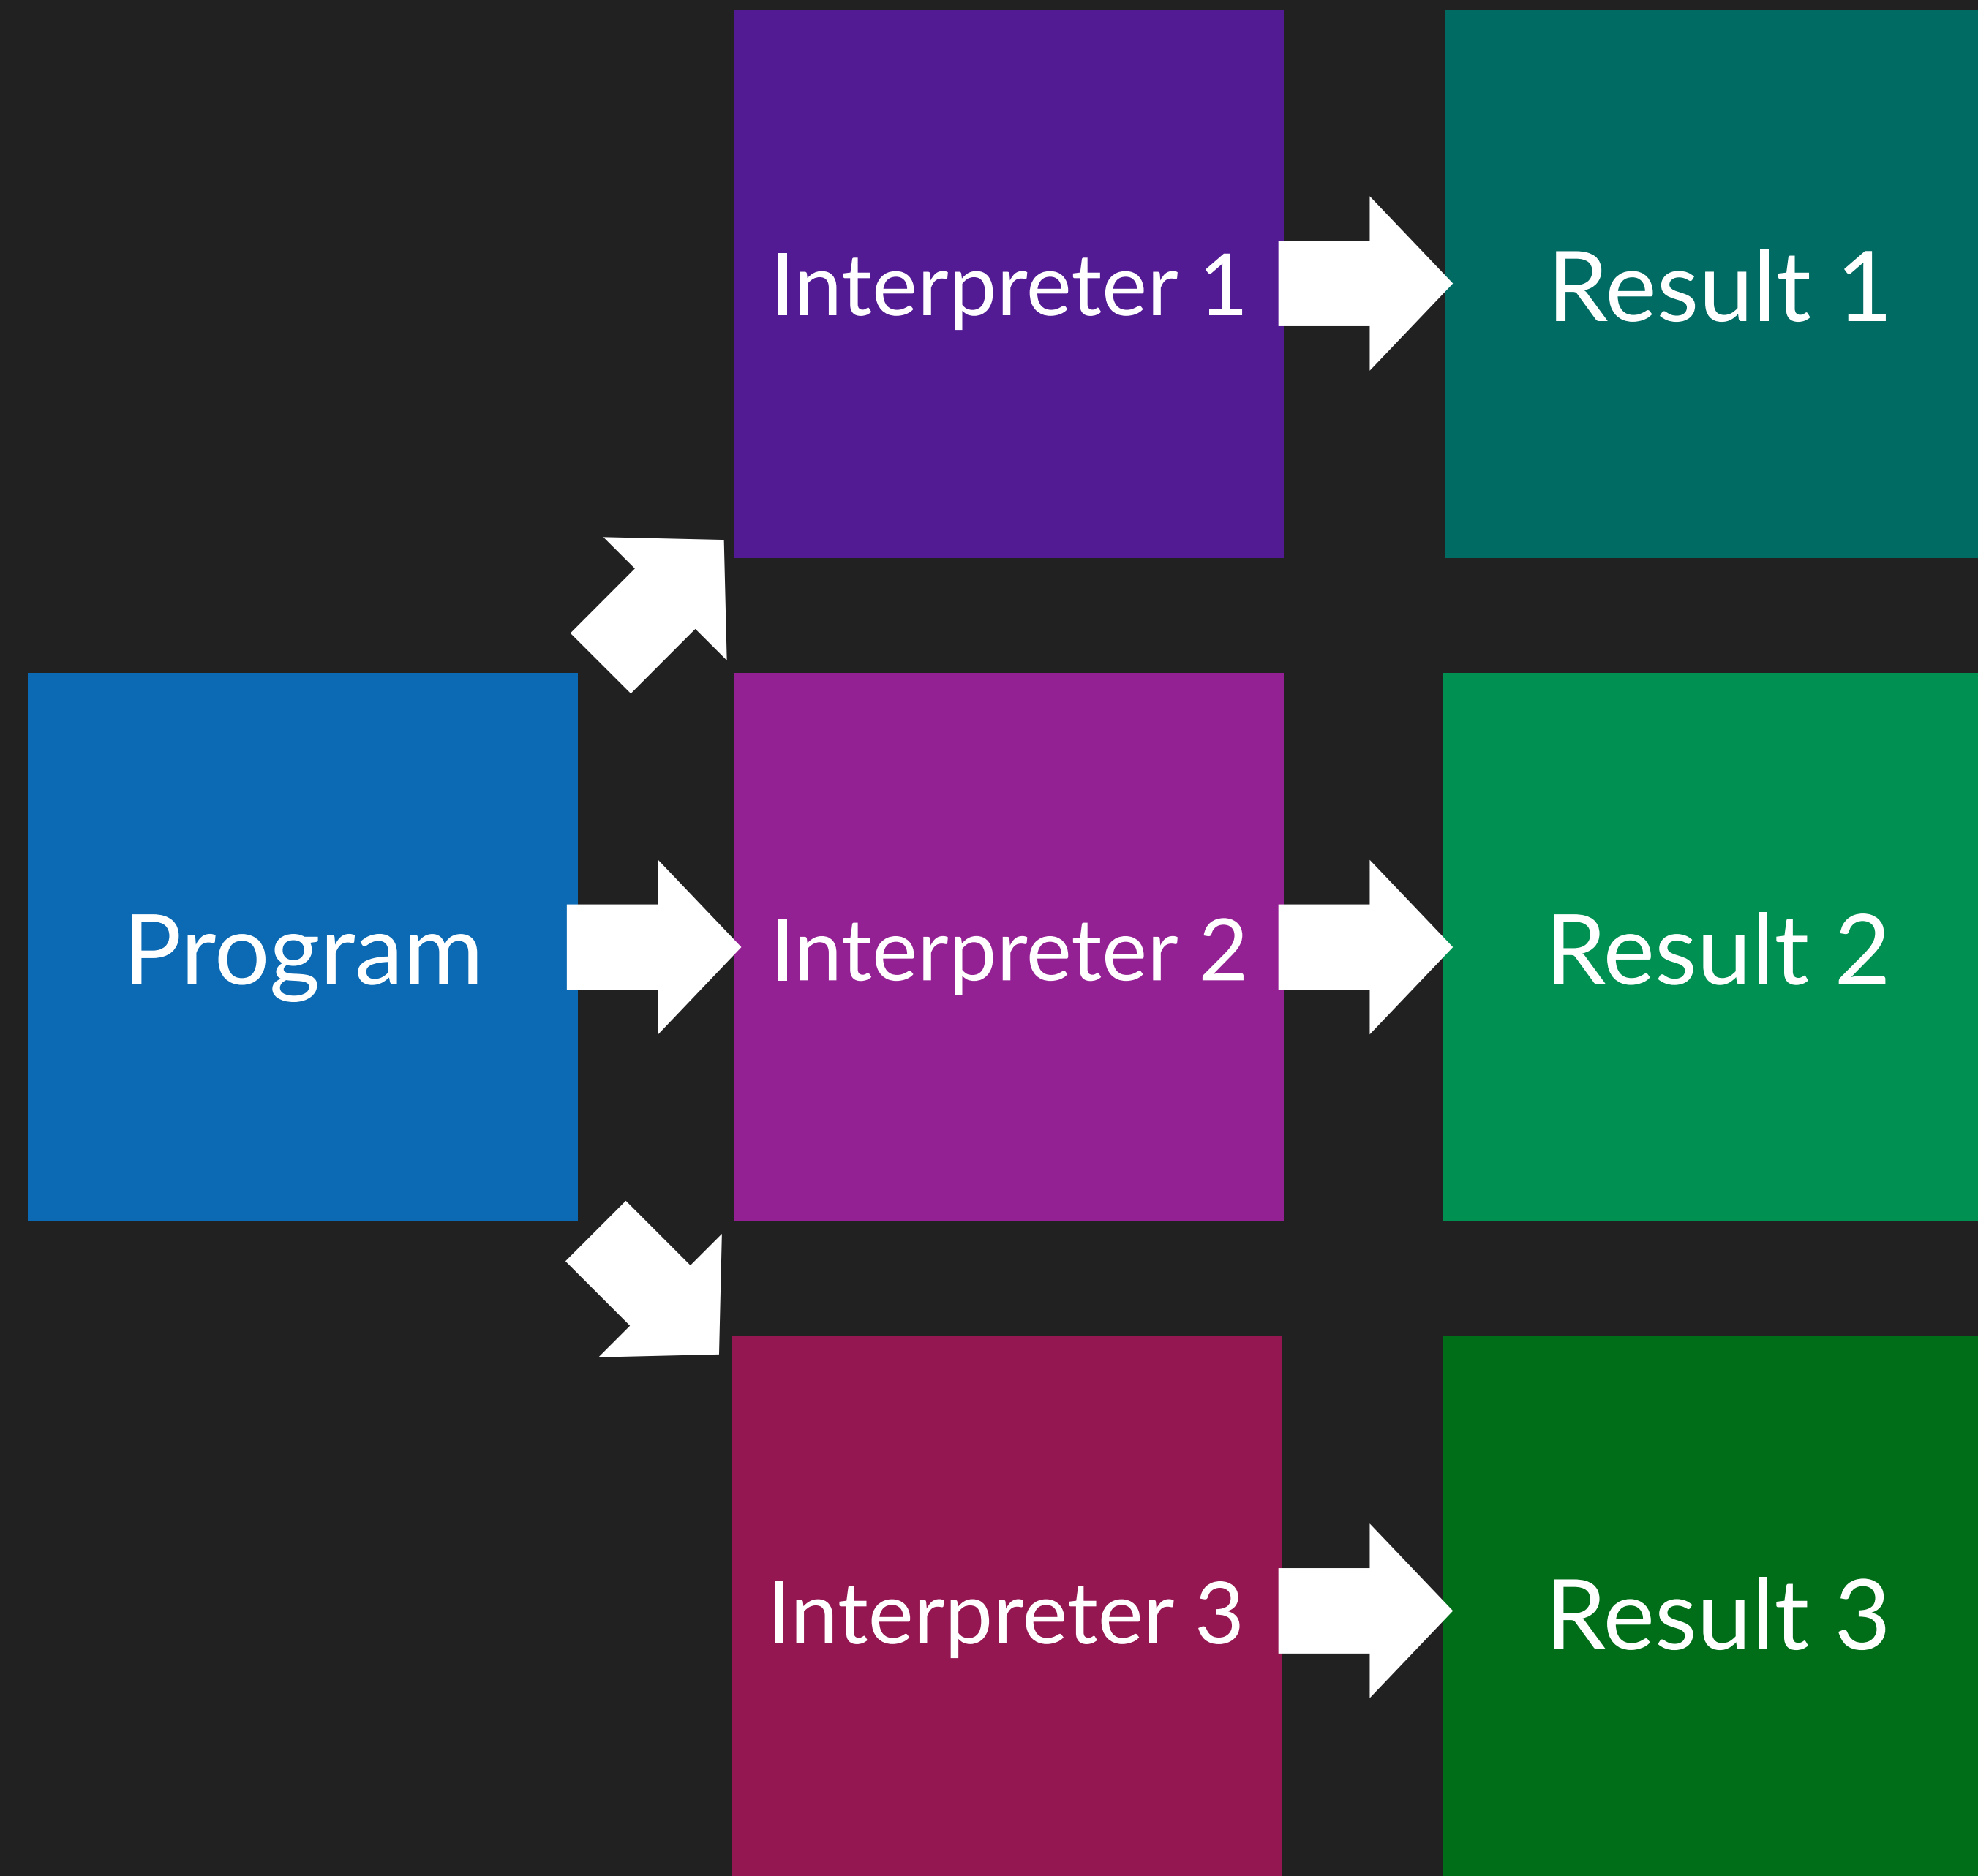 Interpreter 1
Result 1
Program
Interpreter 2
Result 2
Interpreter 3
Result 3